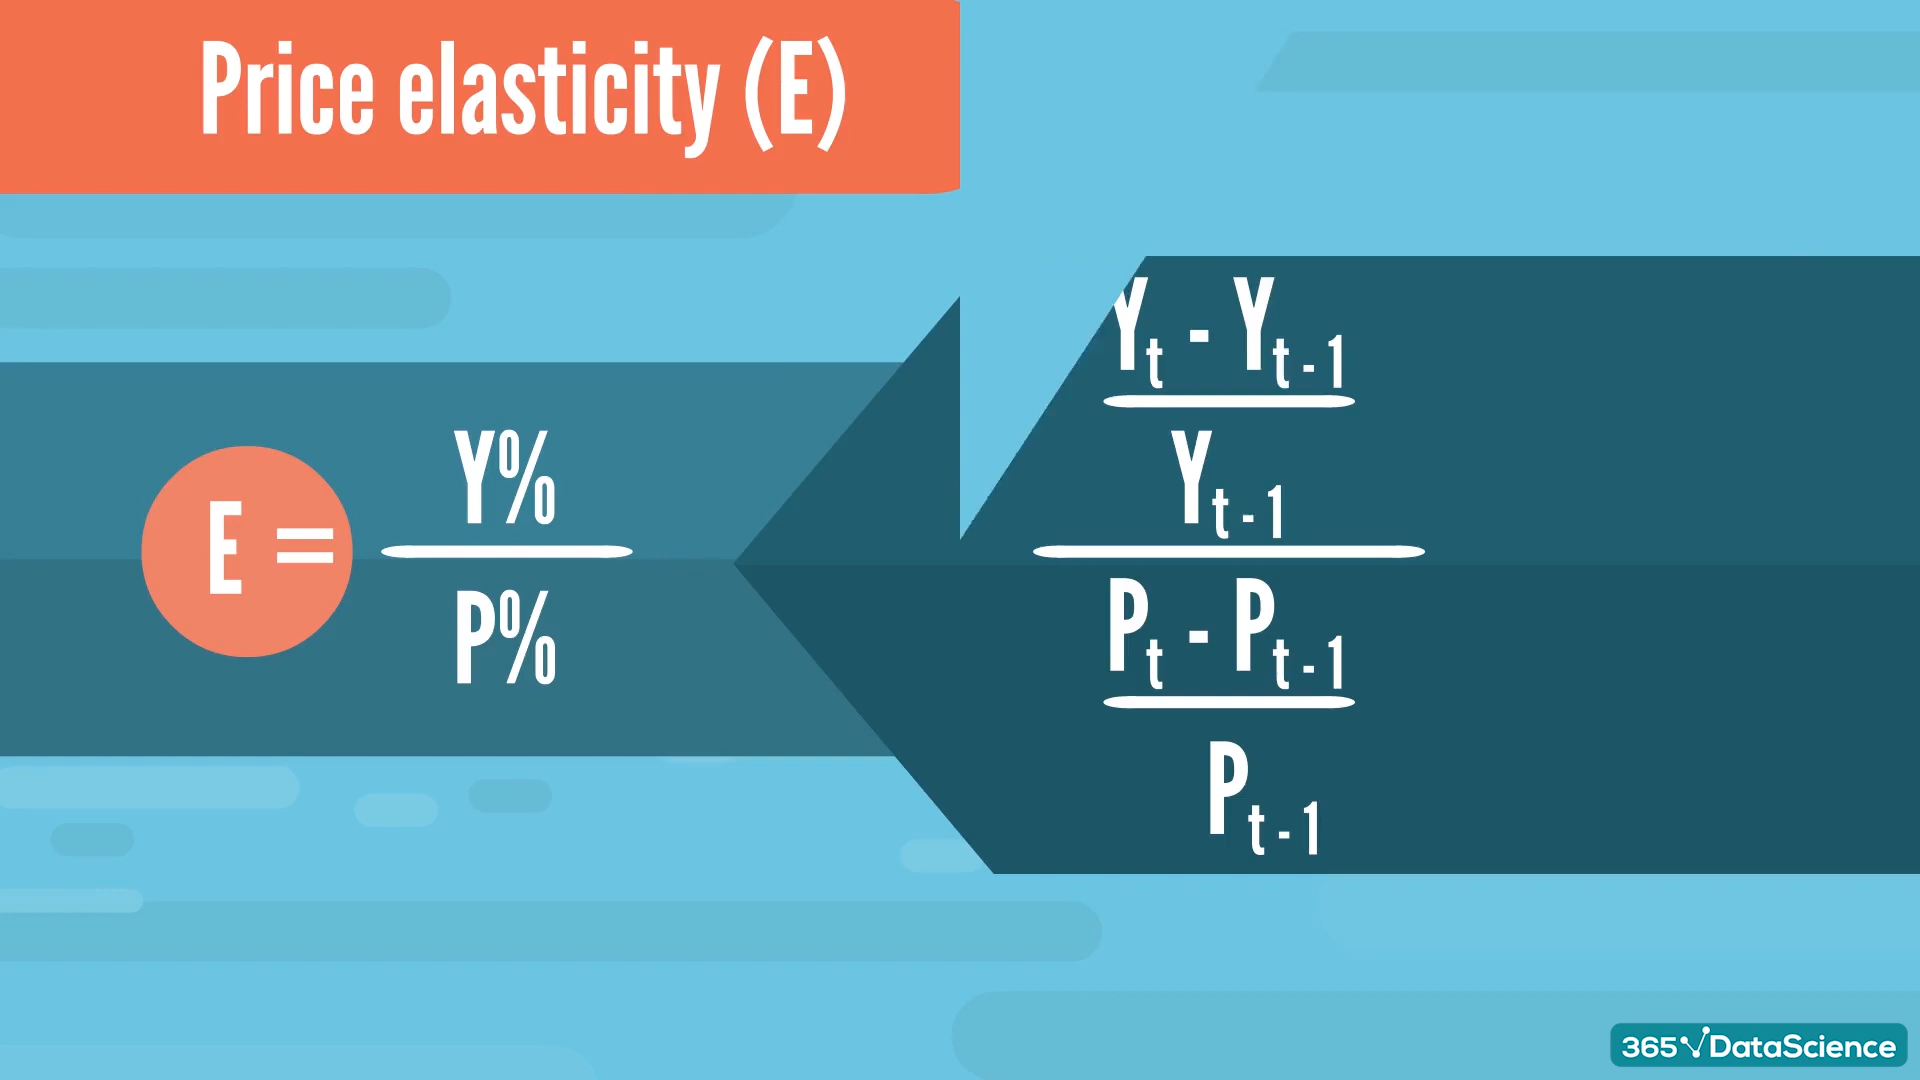 Price elasticity (E)
E =
Y%
P%
Yt - Yt - 1
Yt - 1
Pt - Pt - 1
Pt - 1
365 DataScience